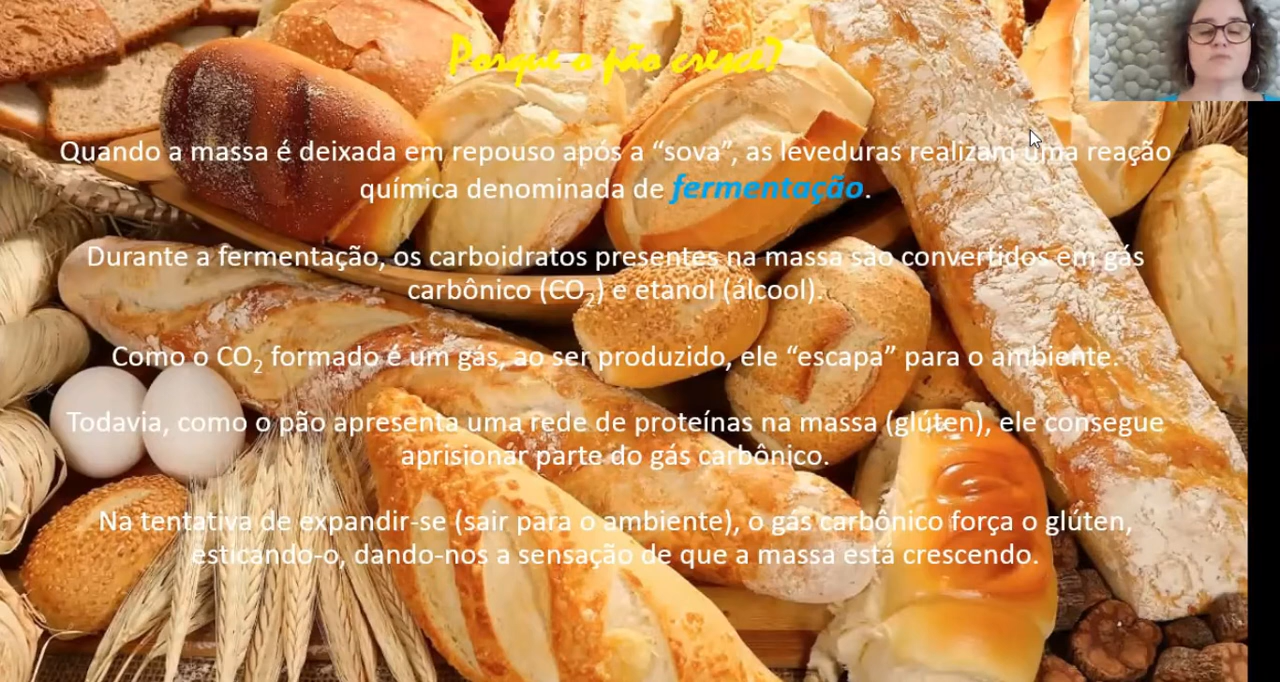 Porque o pão cresce?
Quando a massa é deixada em repouso após a “sova”, as leveduras realizam uma reação
química denominada de fermentação.
Durante a fermentação, os carboidratos presentes na massa são convertidos em gás
carbônico (CO₂) e etanol (álcool).
Como o CO₂ formado é um gás, ao ser produzido, ele “escapa” para o ambiente.
Todavia, como o pão apresenta uma rede de proteínas na massa (glúten), ele consegue
aprisionar parte do gás carbônico.
Na tentativa de expandir-se (sair para o ambiente), o gás carbônico força o glúten,
esticando-o, dando-nos a sensação de que a massa está crescendo.